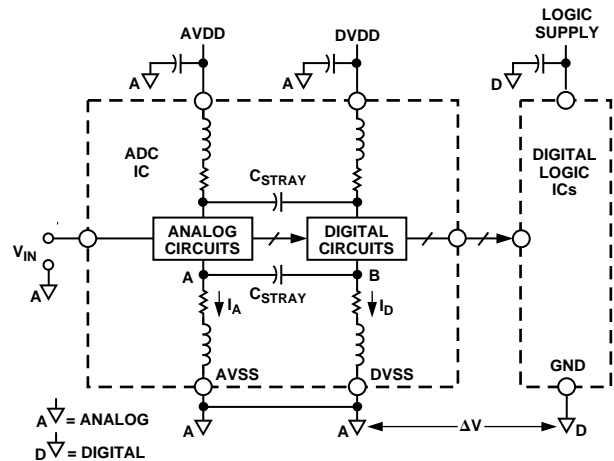 AVDD
DVDD
LOGIC
SUPPLY
A
A
D
ADC
IC
DIGITAL
LOGIC
ICs
CSTRAY
VIN
ANALOG
CIRCUITS
DIGITAL
CIRCUITS
A
A
CSTRAY
B
IA
ID
AVSS
DVSS
GND
A = ANALOG
A
A
ΔV
D
D = DIGITAL